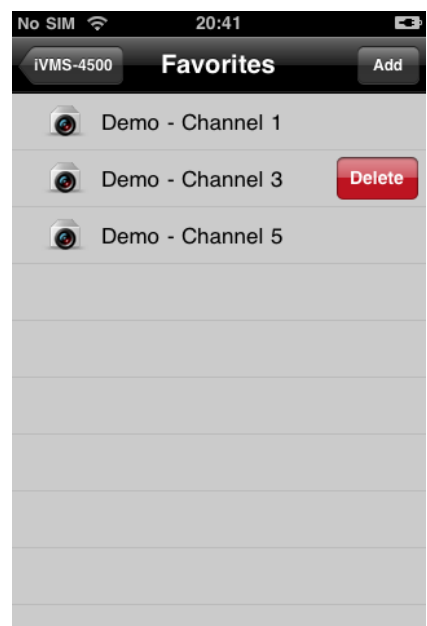 No SIM 20:41
iVMS-4500 Favorites Add
Demo - Channel 1
Demo - Channel 3 Delete
Demo - Channel 5